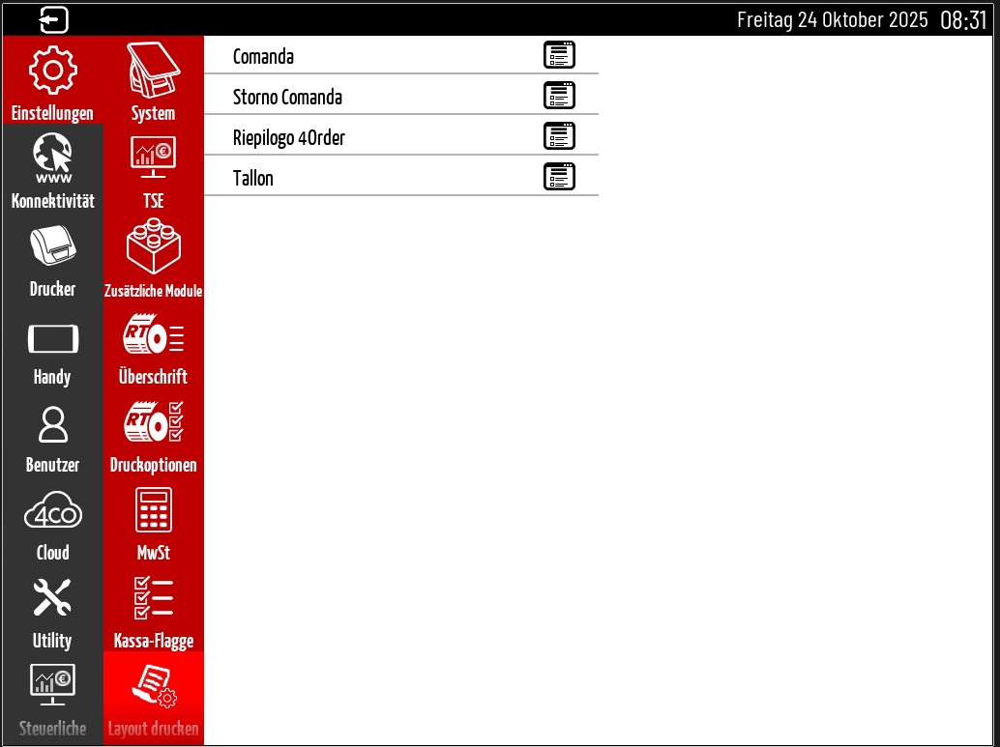 Freitag 24 Oktober 2025 08:31
Einstellungen
System
Comanda
Storno Comanda
Riepilogo 4Order
Tallon
www
Konnektivität
TSE
Drucker
Zusätzliche Module
RT
Handy
Überschrift
RT
Benutzer
Druckoptionen
4CO
Cloud
MwSt
Utility
Kassa-Flagge
Steuerliche
Layout drucken